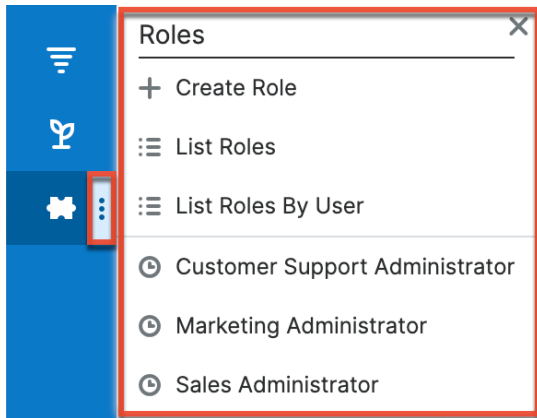 Roles
Create Role
List Roles
List Roles By User
Customer Support Administrator
Marketing Administrator
Sales Administrator